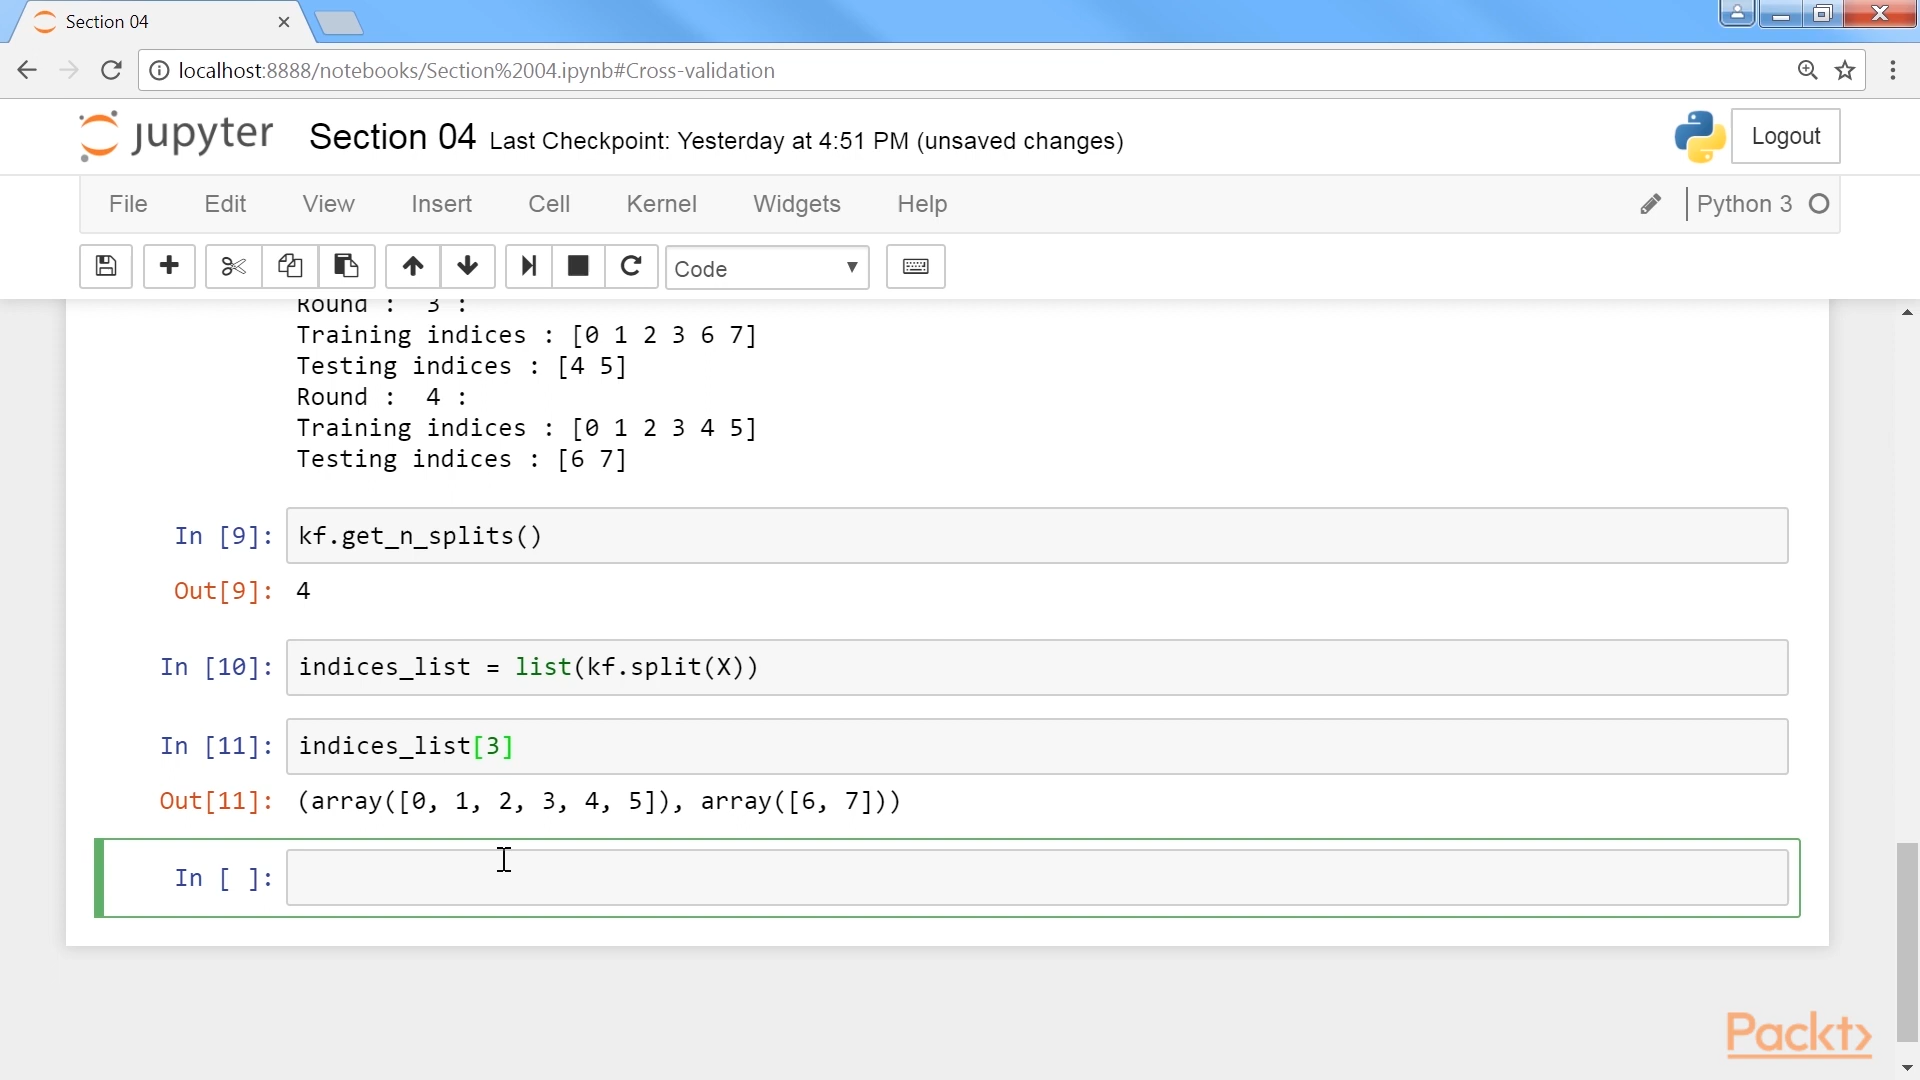 Section 04
localhost:8888/notebooks/Section%2004.ipynb#Cross-validation
jupyter Section 04 Last Checkpoint: Yesterday at 4:51 PM (unsaved changes) Logout
File Edit View Insert Cell Kernel Widgets Help Python 3
Code
Round :  3 :
Training indices : [0 1 2 3 6 7]
Testing indices : [4 5]
Round :  4 :
Training indices : [0 1 2 3 4 5]
Testing indices : [6 7]
In [9]: kf.get_n_splits()
Out[9]: 4
In [10]: indices_list = list(kf.split(X))
In [11]: indices_list[3]
Out[11]: (array([0, 1, 2, 3, 4, 5]), array([6, 7]))
In [ ]:
Packt>